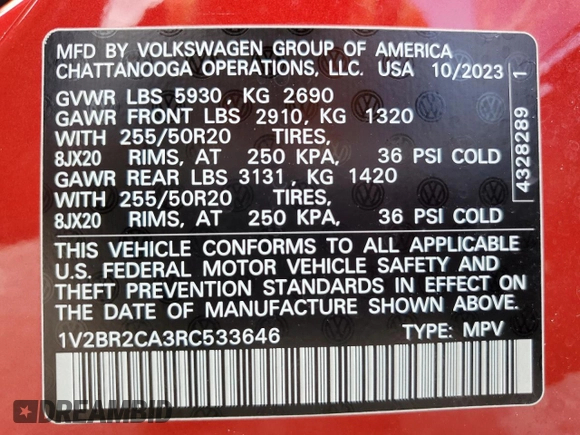 MFD BY VOLKSWAGEN GROUP OF AMERICA
CHATTANOOGA OPERATIONS, LLC. USA 10/2023
GVWR LBS 5930 , KG 2690
GAWR FRONT LBS 2910, KG 1320
WITH 255/50R20 TIRES,
8JX20 RIMS, AT 250 KPA, 36 PSI COLD
GAWR REAR LBS 3131, KG 1420
WITH 255/50R20 TIRES,
8JX20 RIMS, AT 250 KPA, 36 PSI COLD
THIS VEHICLE CONFORMS TO ALL APPLICABLE
U.S. FEDERAL MOTOR VEHICLE SAFETY AND
THEFT PREVENTION STANDARDS IN EFFECT ON
THE DATE OF MANUFACTURE SHOWN ABOVE.
1V2BR2CA3RC533646 TYPE: MPV
4328289 1
DREAMBID